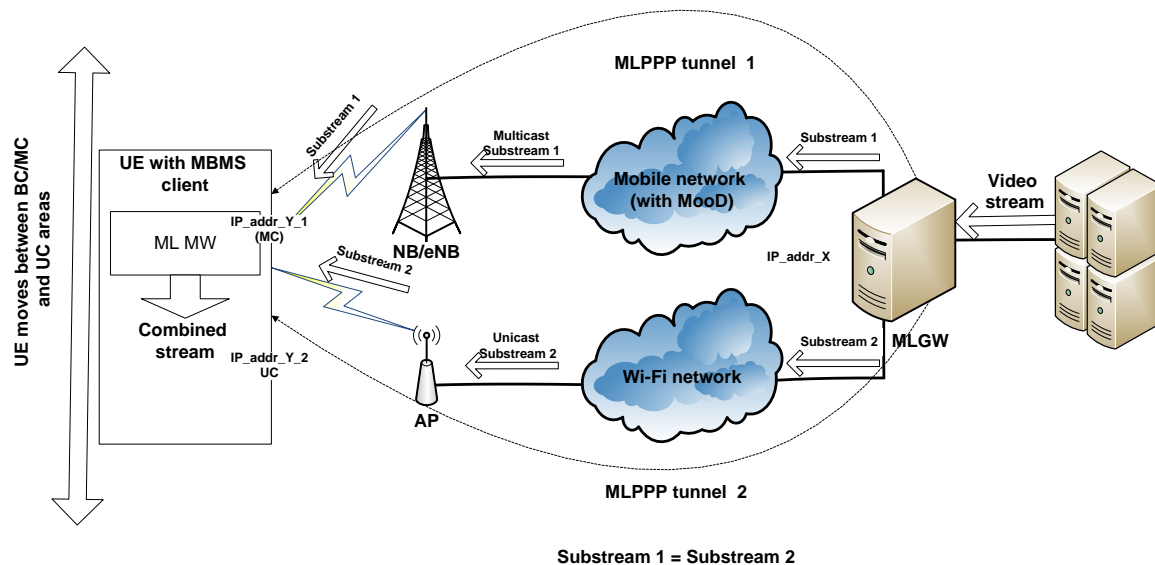 MLPPP tunnel 1
Substream 1
Multicast
Substream 1
Substream 1
UE with MBMS
client
Mobile network
(with MooD)
Video
stream
IP_addr_Y_1
(MC)
ML MW
NB/eNB
Substream 2
IP_addr_X
UE moves between BC/MC
and UC areas
Combined
stream
MLGW
Unicast
Substream 2
Substream 2
IP_addr_Y_2
UC
Wi-Fi network
AP
MLPPP tunnel 2
Substream 1 = Substream 2